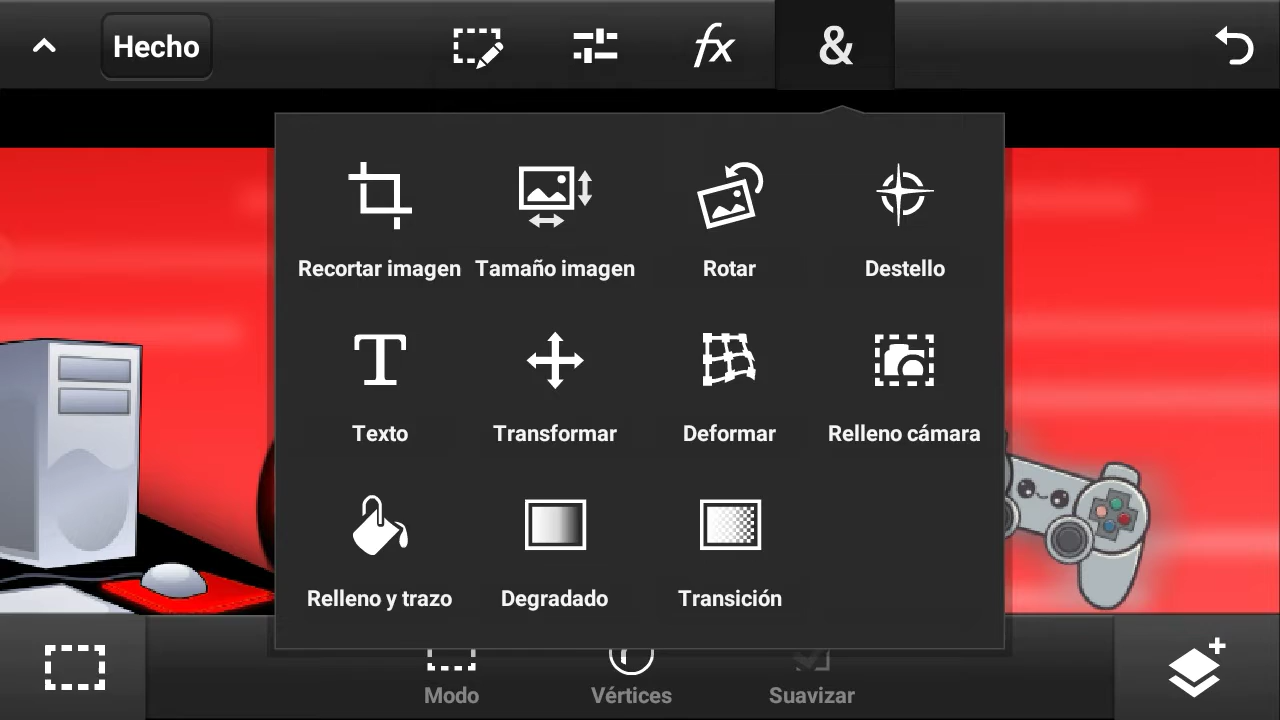 Hecho
fx
&
Recortar imagen
Tamaño imagen
Rotar
Destello
Texto
Transformar
Deformar
Relleno cámara
Relleno y trazo
Degradado
Transición
Modo
Vértices
Suavizar